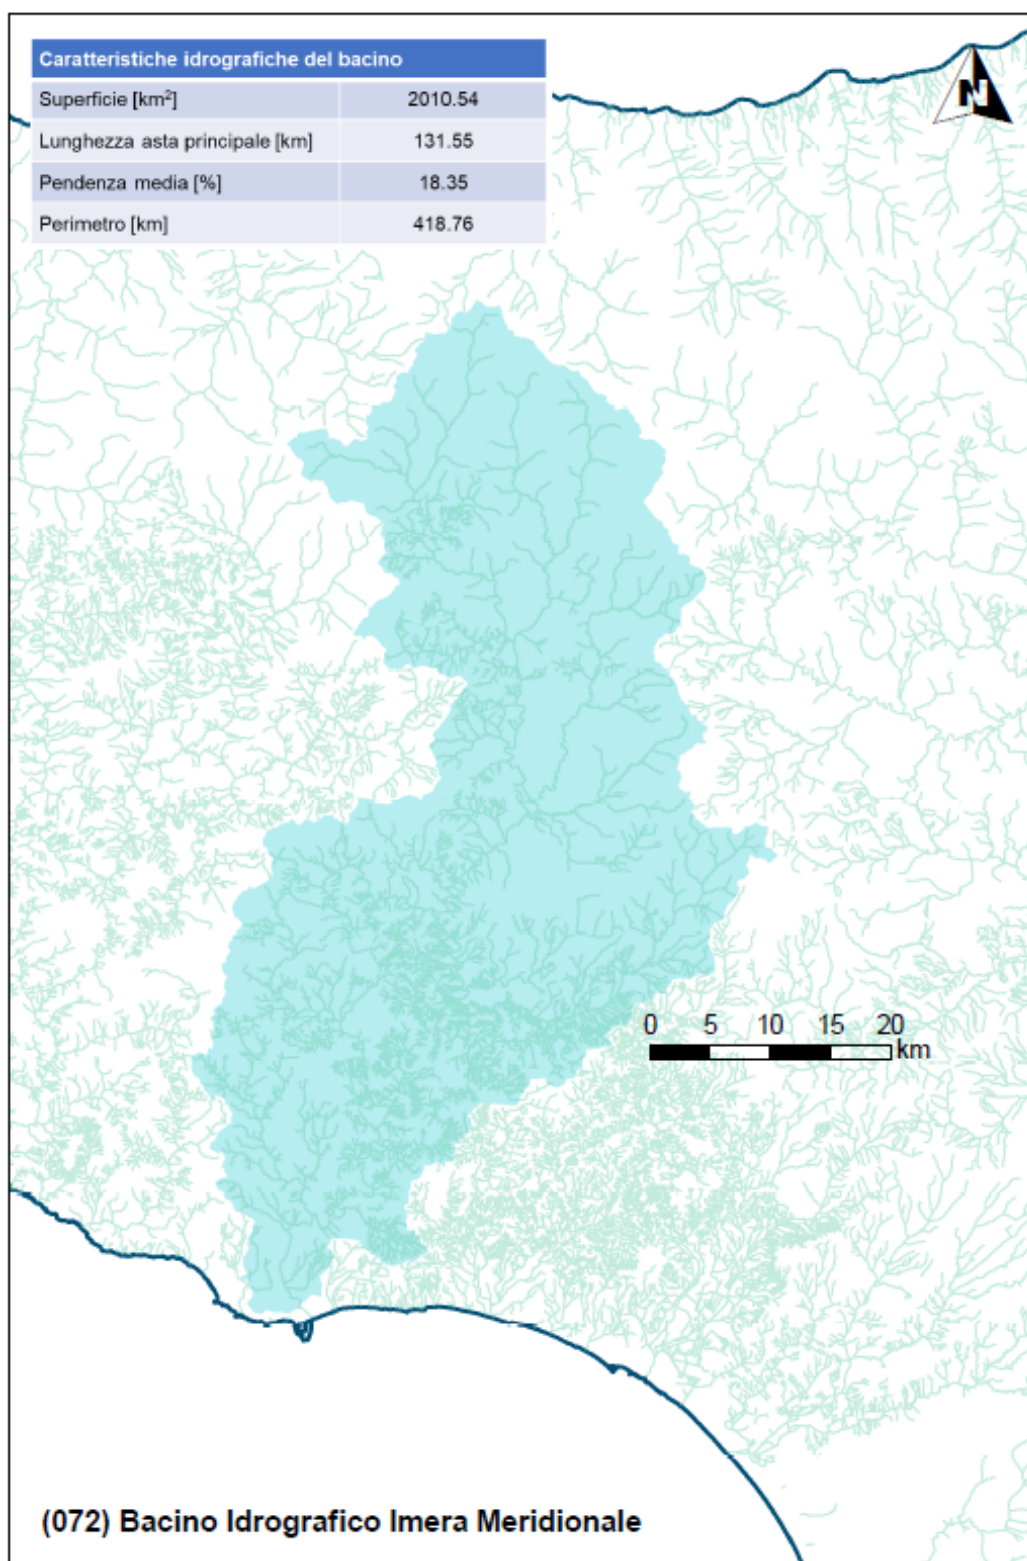 Caratteristiche idrografiche del bacino
Superficie [km²] 2010.54
Lunghezza asta principale [km] 131.55
Pendenza media [%] 18.35
Perimetro [km] 418.76
N
0 5 10 15 20
km
(072) Bacino Idrografico Imera Meridionale